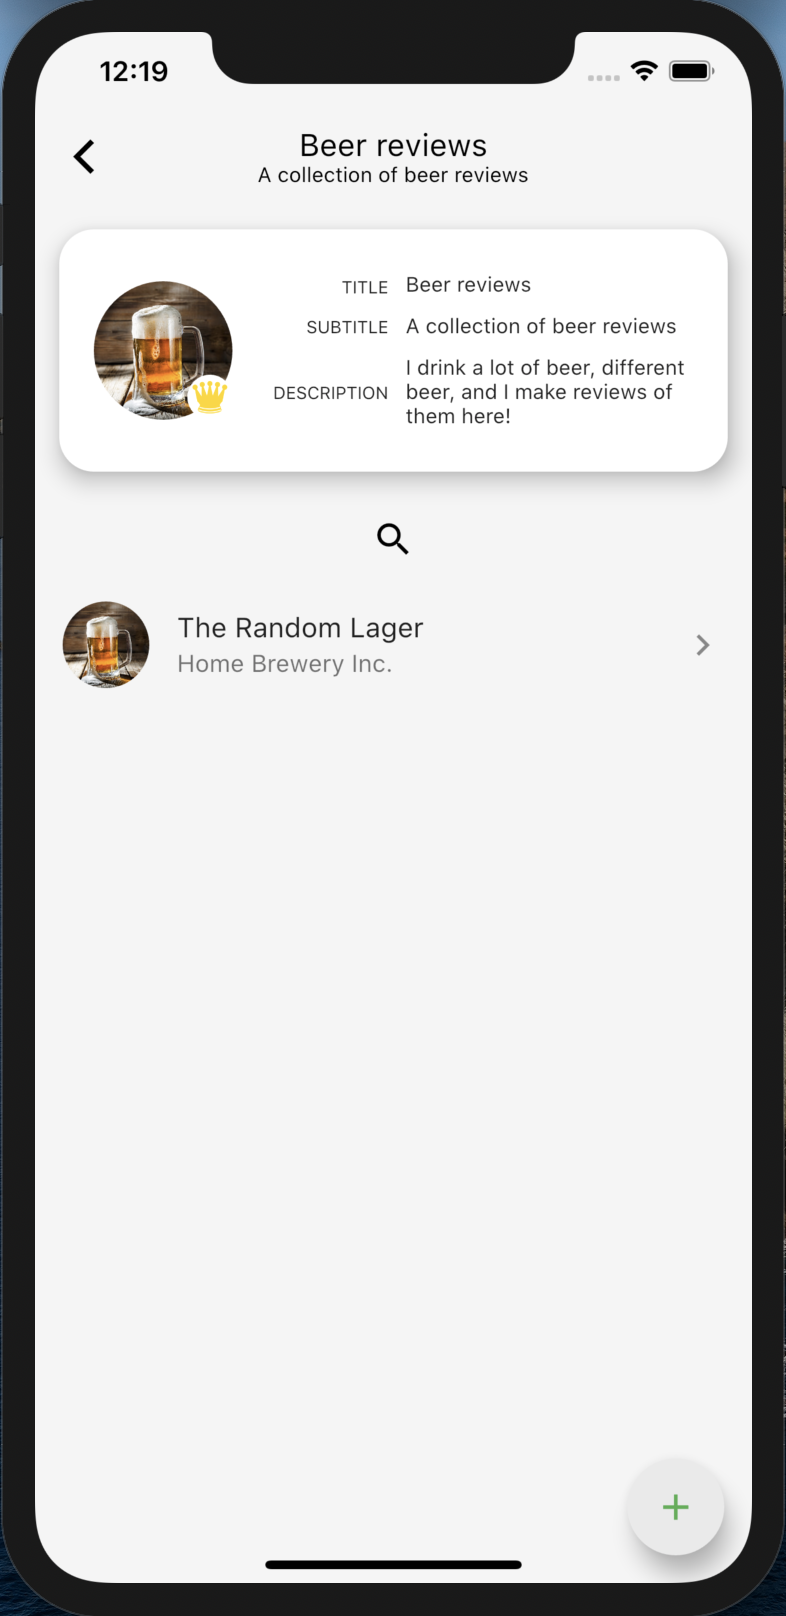 12:19
Beer reviews
A collection of beer reviews
TITLE Beer reviews
SUBTITLE A collection of beer reviews
DESCRIPTION I drink a lot of beer, different
beer, and I make reviews of
them here!
The Random Lager
Home Brewery Inc.